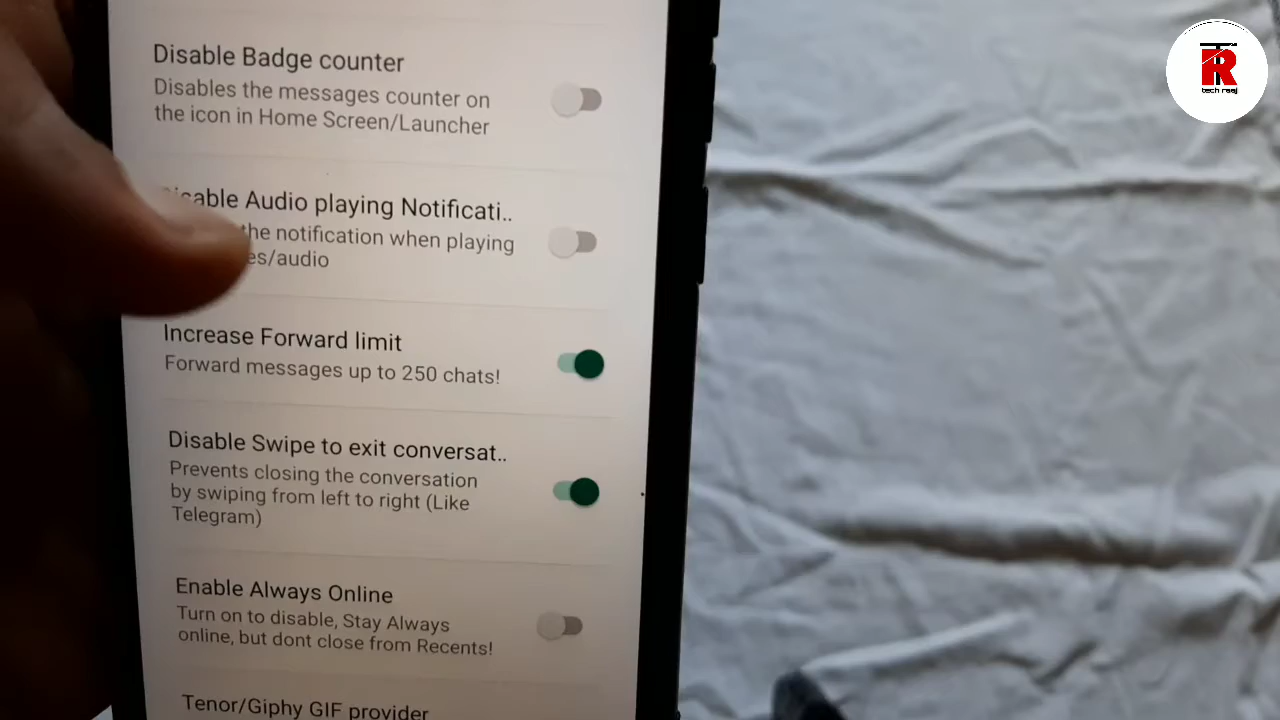 Disable Badge counter
Disables the messages counter on
the icon in Home Screen/Launcher
Audio playing Notificati..
the notification when playing
audio
Increase Forward limit
Forward messages up to 250 chats!
Disable Swipe to exit conversat..
Prevents closing the conversation
by swiping from left to right (Like
Telegram)
Enable Always Online
Turn on to disable, Stay Always
online, but dont close from Recents!
Tenor/Giphy GIF provider
TR
tech raaj